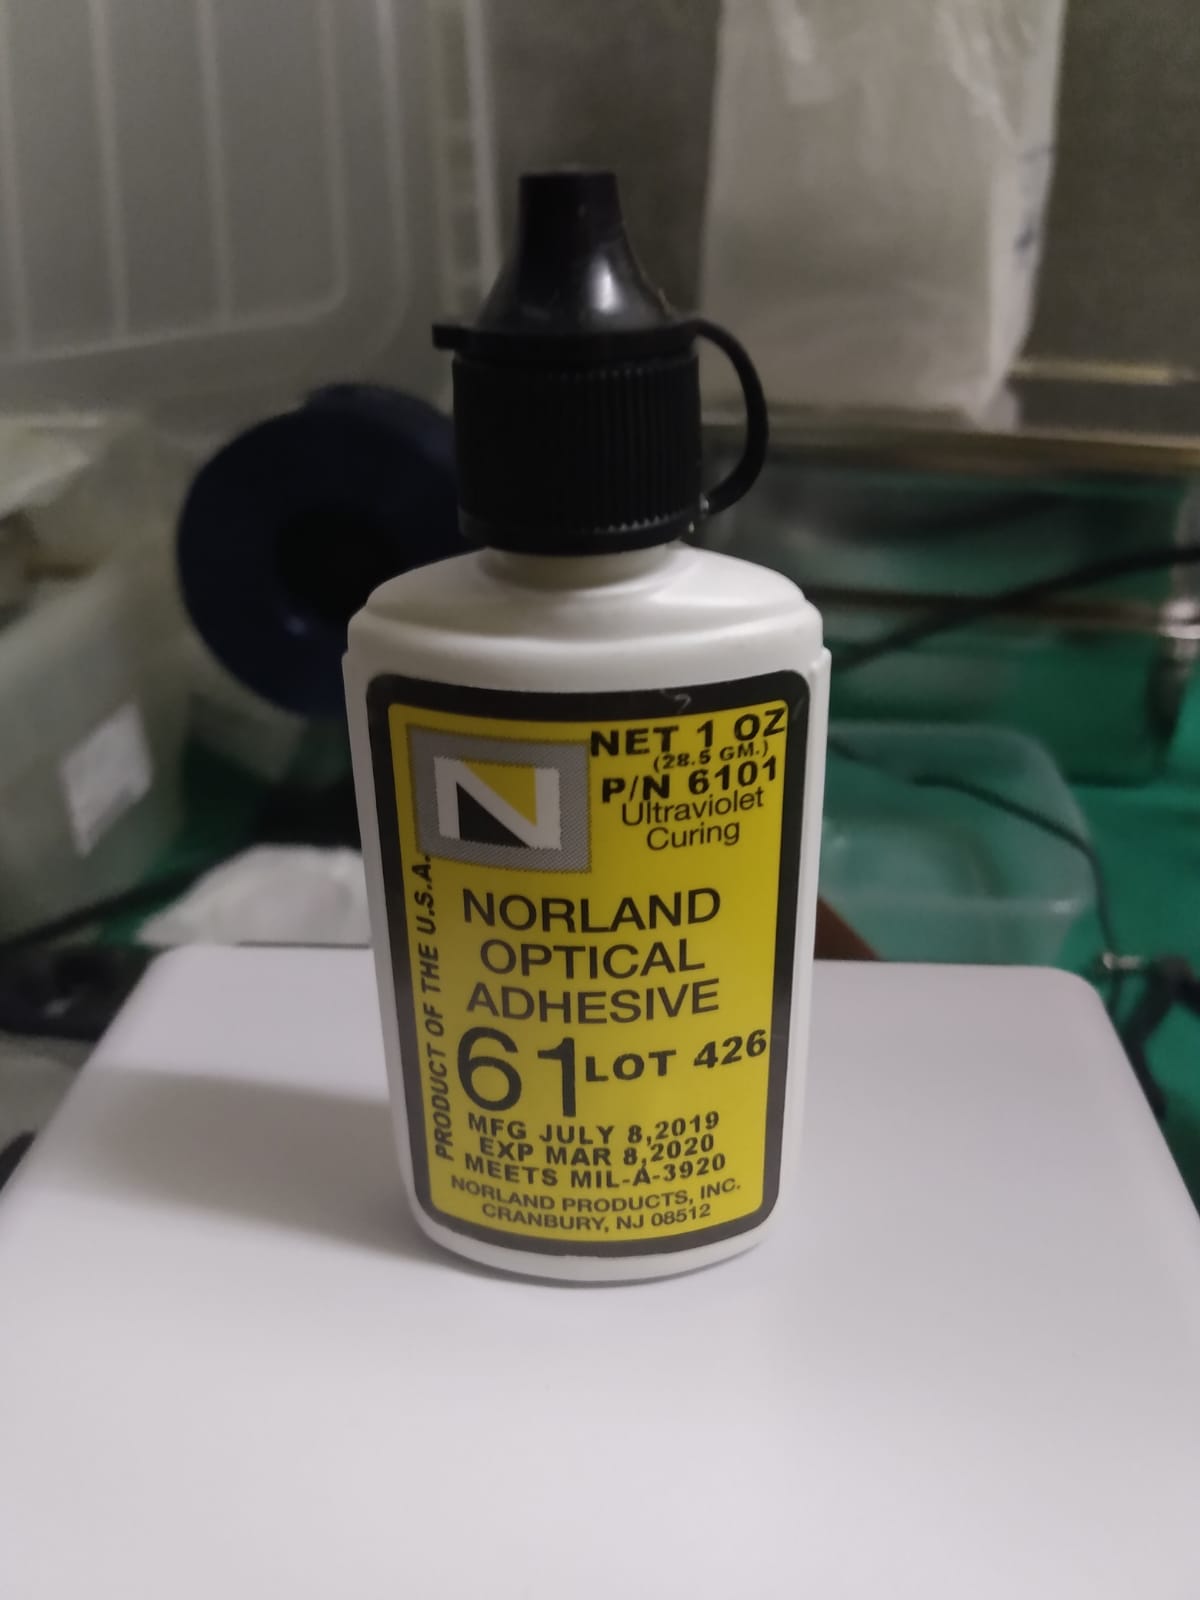 N
NET 1 OZ
(28.5 GM.)
P/N 6101
Ultraviolet
Curing
PRODUCT OF THE U.S.A.
NORLAND
OPTICAL
ADHESIVE
61 LOT 426
MFG JULY 8,2019
EXP MAR 8,2020
MEETS MIL-A-3920
NORLAND PRODUCTS, INC.
CRANBURY, NJ 08512